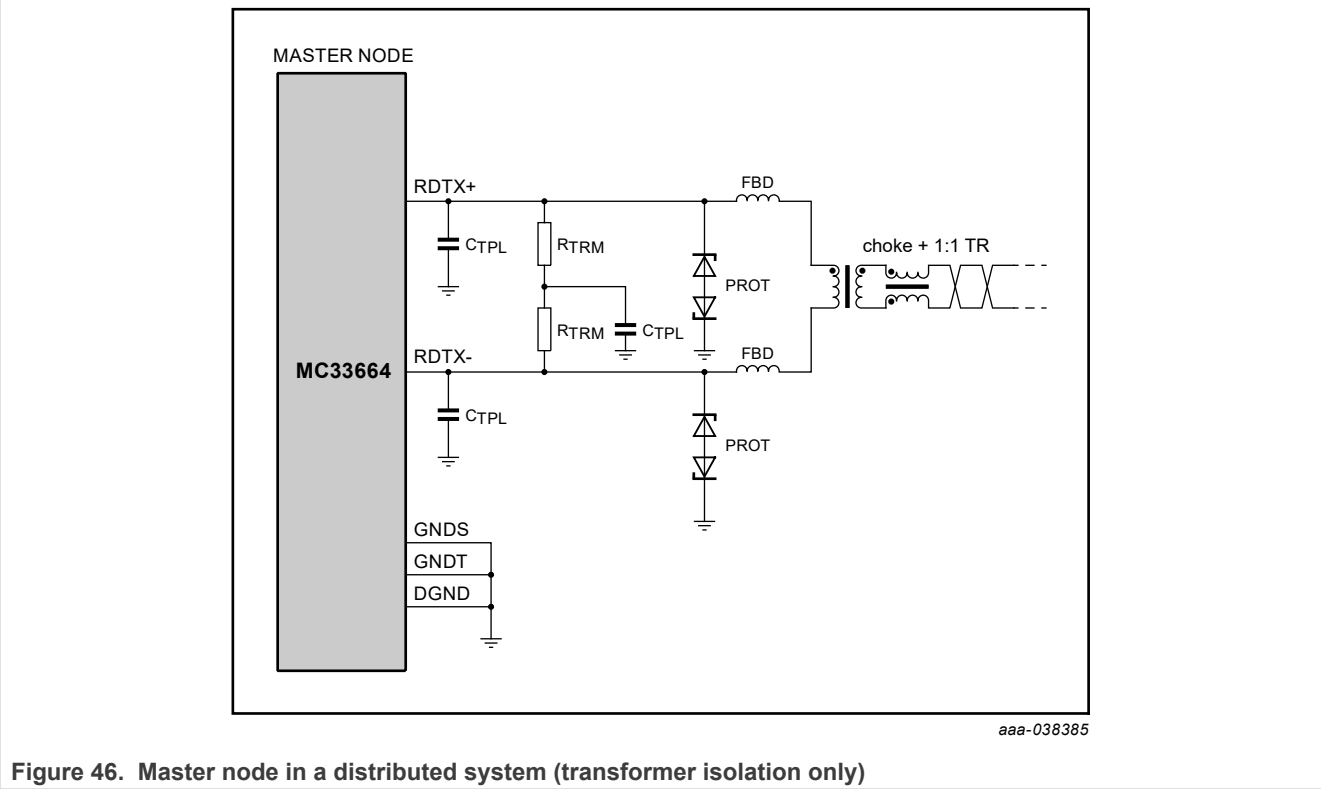 MASTER NODE
RDTX+
FBD
CTPL
RTRM
choke + 1:1 TR
PROT
RTRM
CTPL
RDTX-
FBD
MC33664
CTPL
PROT
GNDS
GNDT
DGND
aaa-038385
Figure 46. Master node in a distributed system (transformer isolation only)